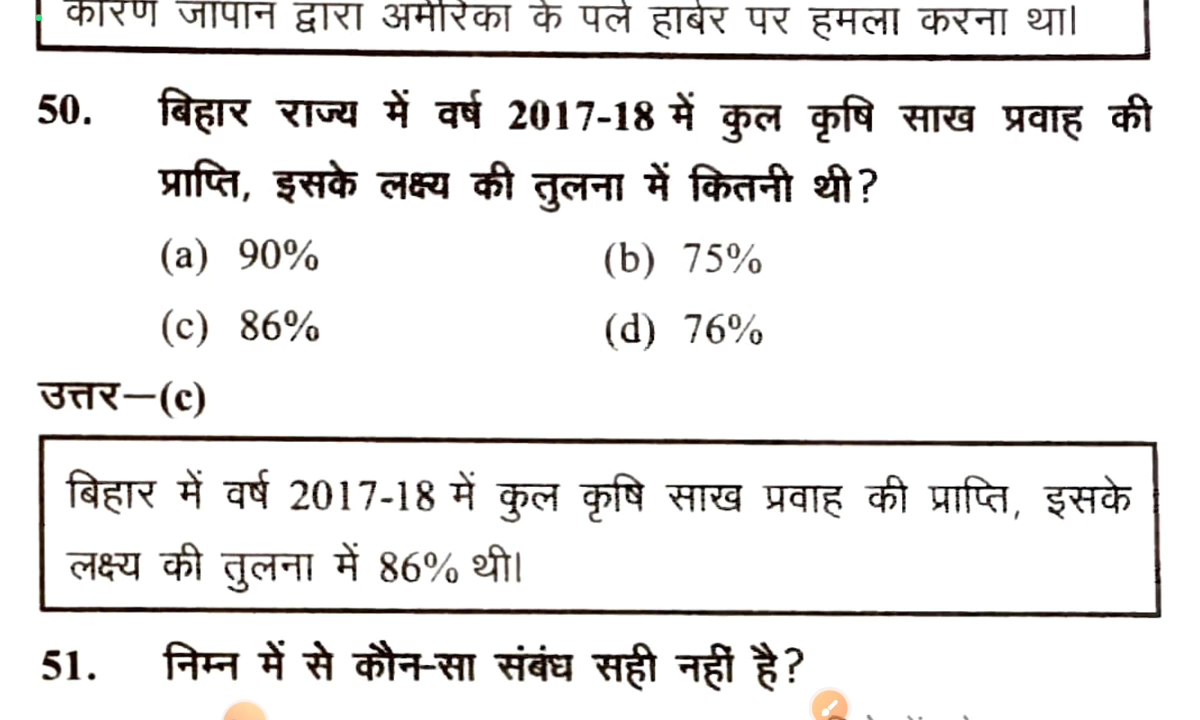 कारण जापान द्वारा अमेरिका के पर्ल हार्बर पर हमला करना था।
50. बिहार राज्य में वर्ष 2017-18 में कुल कृषि साख प्रवाह की
प्राप्ति, इसके लक्ष्य की तुलना में कितनी थी?
(a) 90% (b) 75%
(c) 86% (d) 76%
उत्तर—(c)
बिहार में वर्ष 2017-18 में कुल कृषि साख प्रवाह की प्राप्ति, इसके
लक्ष्य की तुलना में 86% थी।
51. निम्न में से कौन-सा संबंध सही नहीं है?